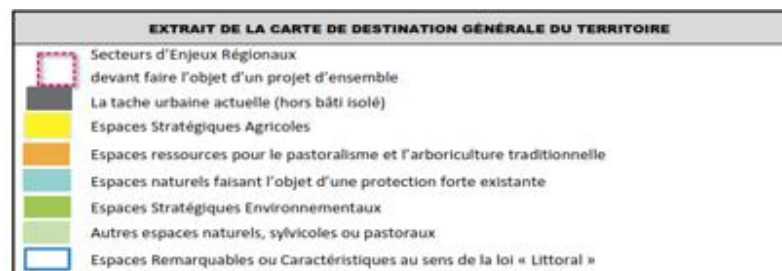 EXTRAIT DE LA CARTE DE DESTINATION GÉNÉRALE DU TERRITOIRE
Secteurs d'Enjeux Régionaux
devant faire l'objet d'un projet d'ensemble
La tache urbaine actuelle (hors bâti isolé)
Espaces Stratégiques Agricoles
Espaces ressources pour le pastoralisme et l'arboriculture traditionnelle
Espaces naturels faisant l'objet d'une protection forte existante
Espaces Stratégiques Environnementaux
Autres espaces naturels, sylvicoles ou pastoraux
Espaces Remarquables ou Caractéristiques au sens de la loi « Littoral »